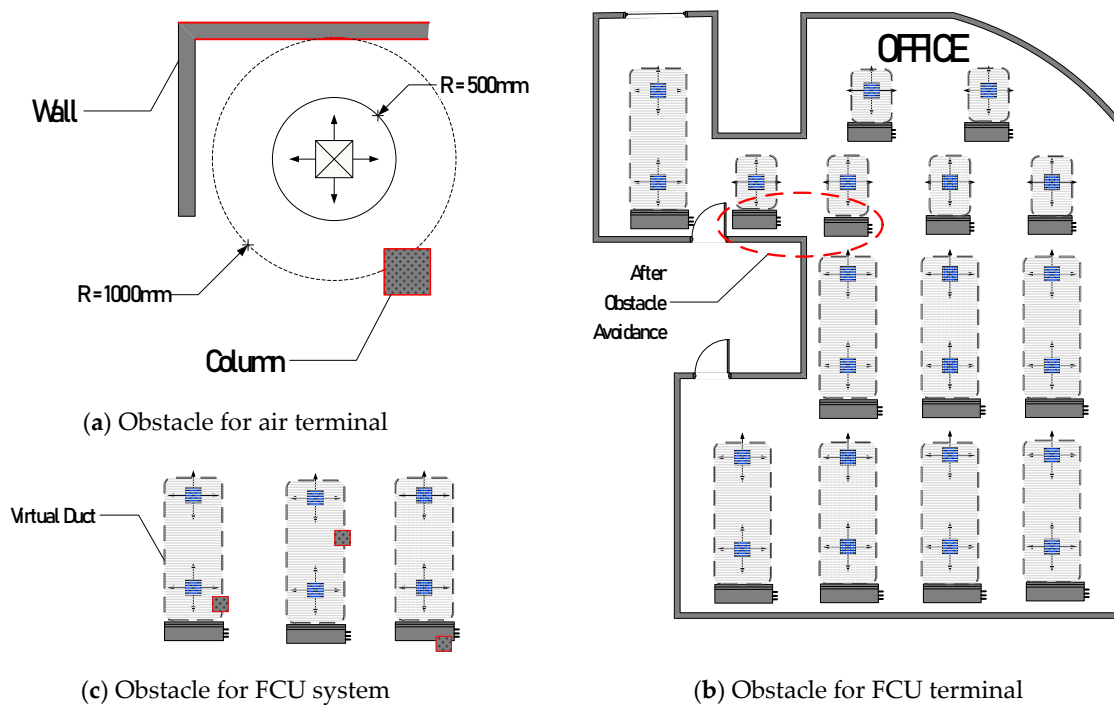 Wall
R = 500mm
R = 1000mm
Column
(a) Obstacle for air terminal
OFFICE
After
Obstacle
Avoidance
Virtual Duct
(c) Obstacle for FCU system
(b) Obstacle for FCU terminal